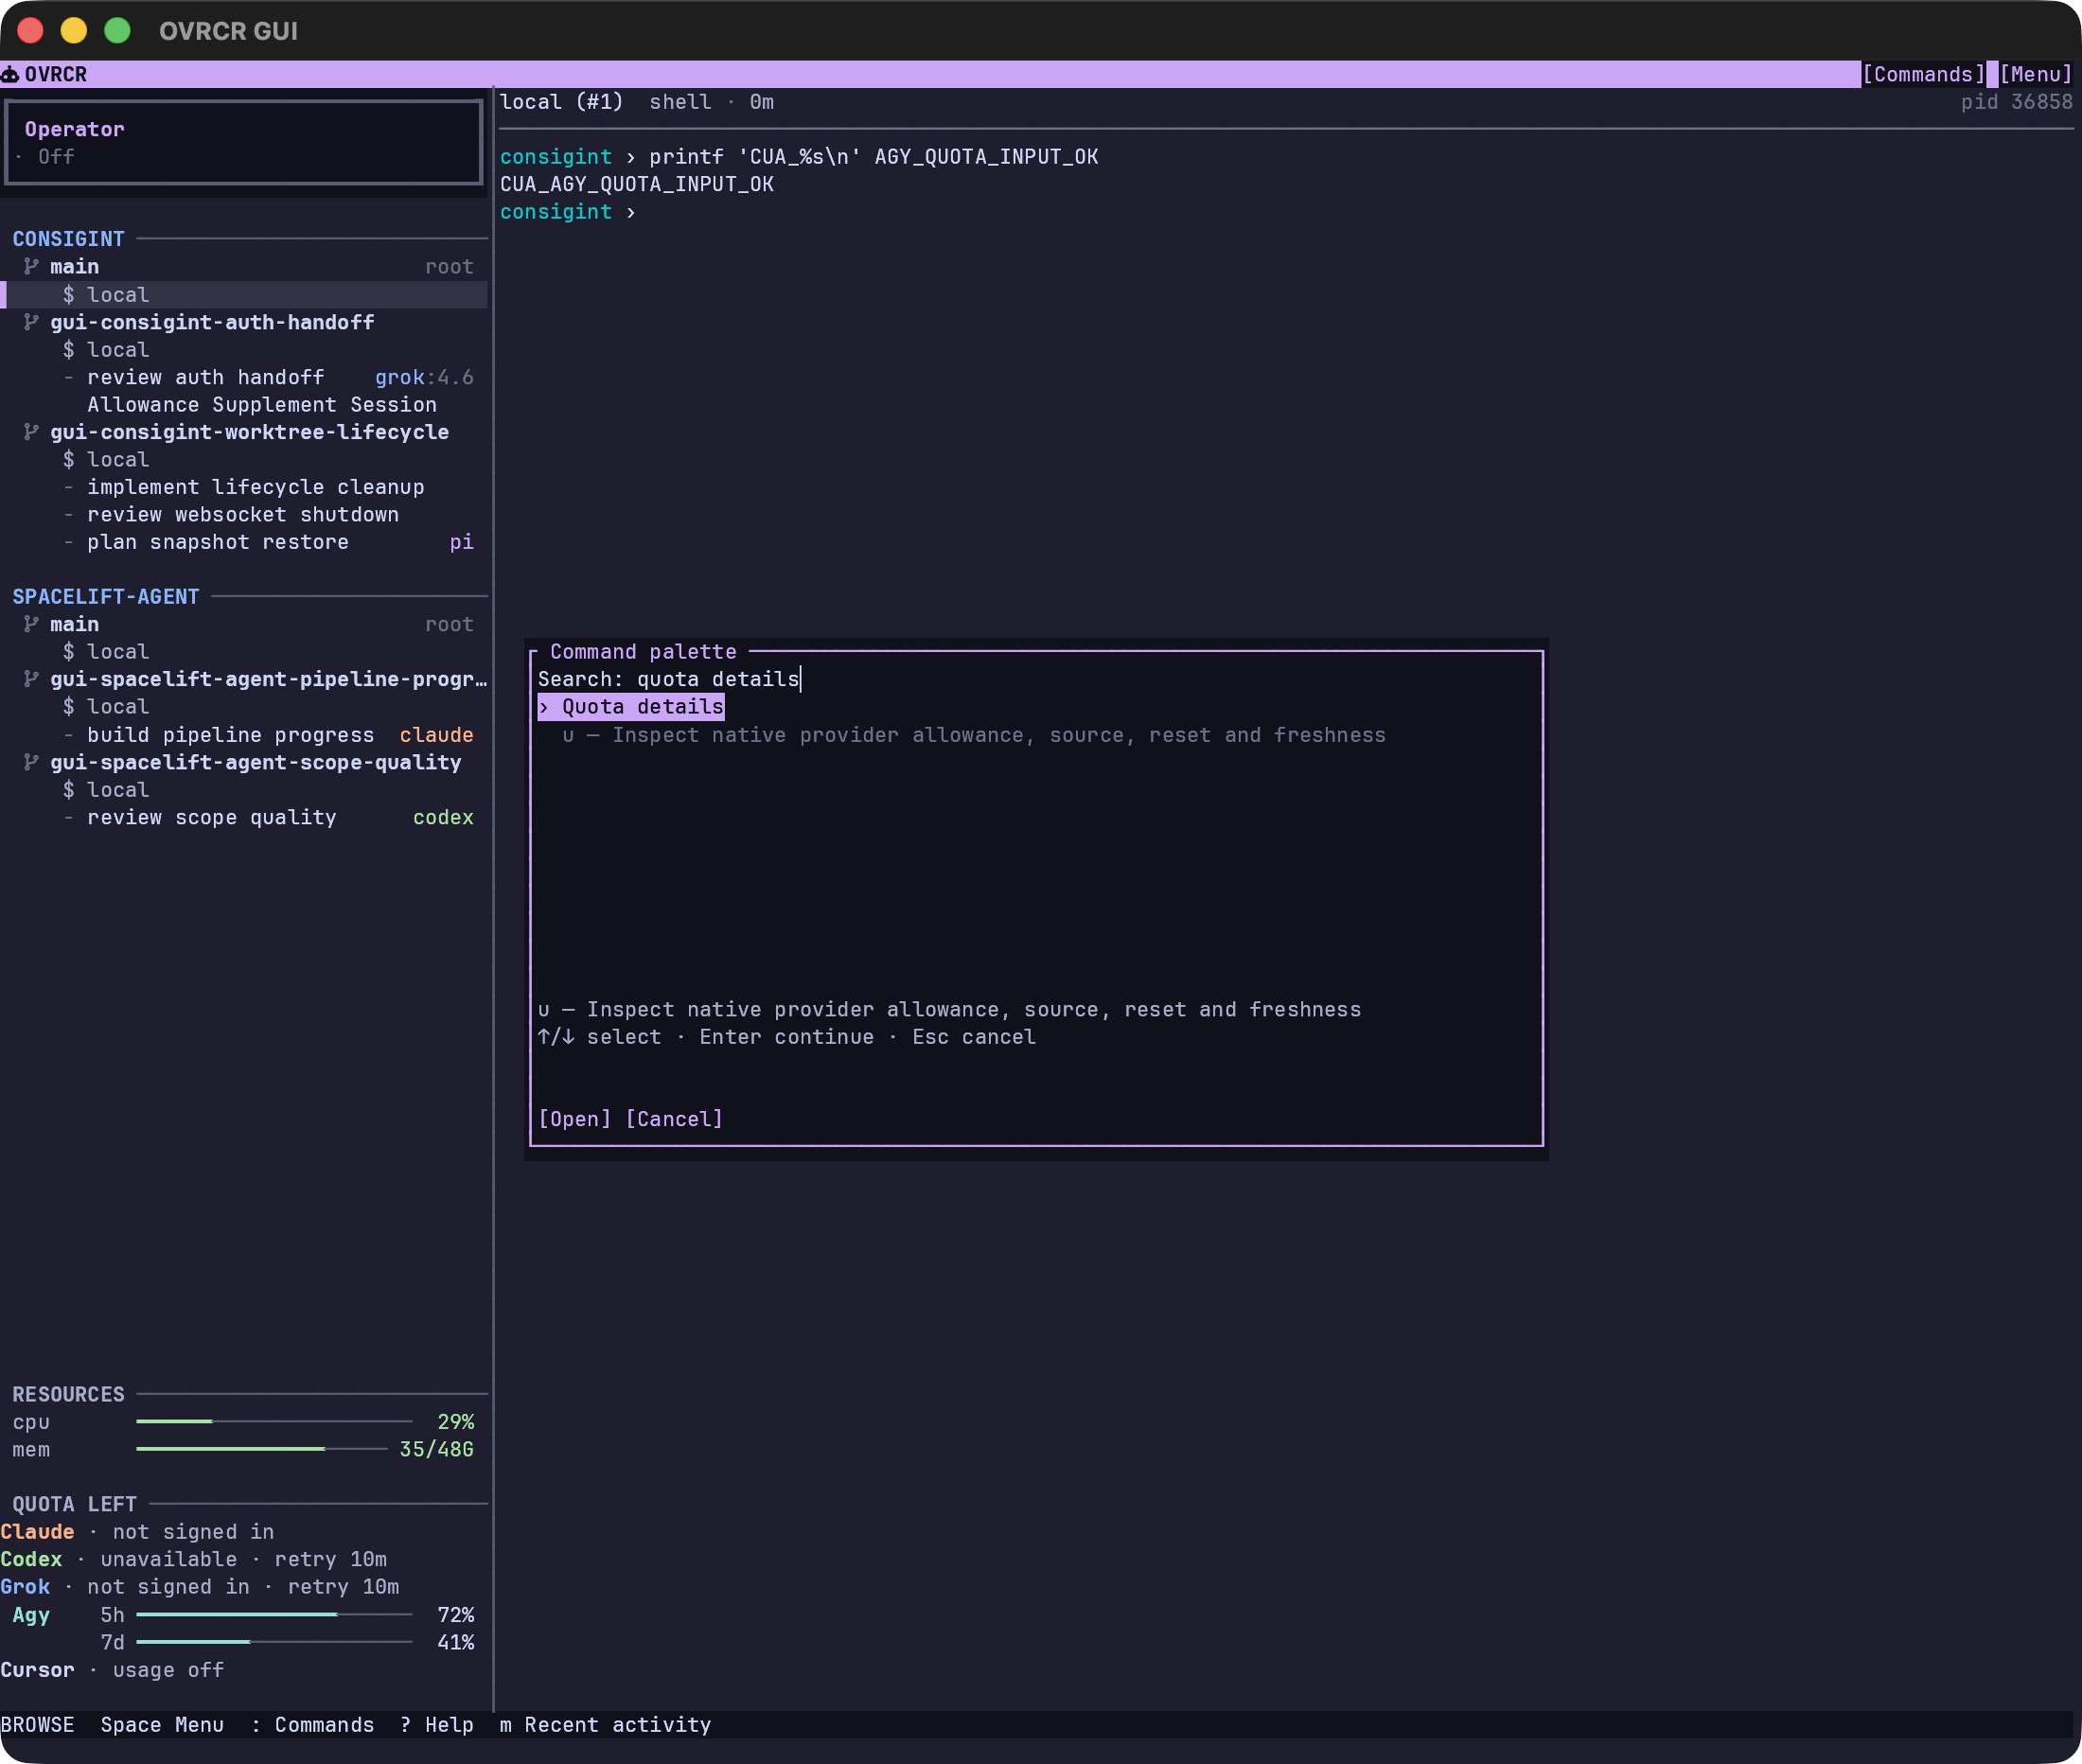 OVRCR GUI
OVRCR [Commands] [Menu]
Operator
· Off
CONSIGINT
main root
$ local
gui-consigint-auth-handoff
$ local
- review auth handoff grok:4.6
Allowance Supplement Session
gui-consigint-worktree-lifecycle
$ local
- implement lifecycle cleanup
- review websocket shutdown
- plan snapshot restore pi
SPACELIFT-AGENT
main root
$ local
gui-spacelift-agent-pipeline-progr…
$ local
- build pipeline progress claude
gui-spacelift-agent-scope-quality
$ local
- review scope quality codex
RESOURCES
cpu 29%
mem 35/48G
QUOTA LEFT
Claude · not signed in
Codex · unavailable · retry 10m
Grok · not signed in · retry 10m
Agy 5h 72%
7d 41%
Cursor · usage off
local (#1) shell · 0m pid 36858
consigint › printf 'CUA_%s\n' AGY_QUOTA_INPUT_OK
CUA_AGY_QUOTA_INPUT_OK
consigint ›
Command palette
Search: quota details
› Quota details
u — Inspect native provider allowance, source, reset and freshness
u — Inspect native provider allowance, source, reset and freshness
↑/↓ select · Enter continue · Esc cancel
[Open] [Cancel]
BROWSE Space Menu : Commands ? Help m Recent activity